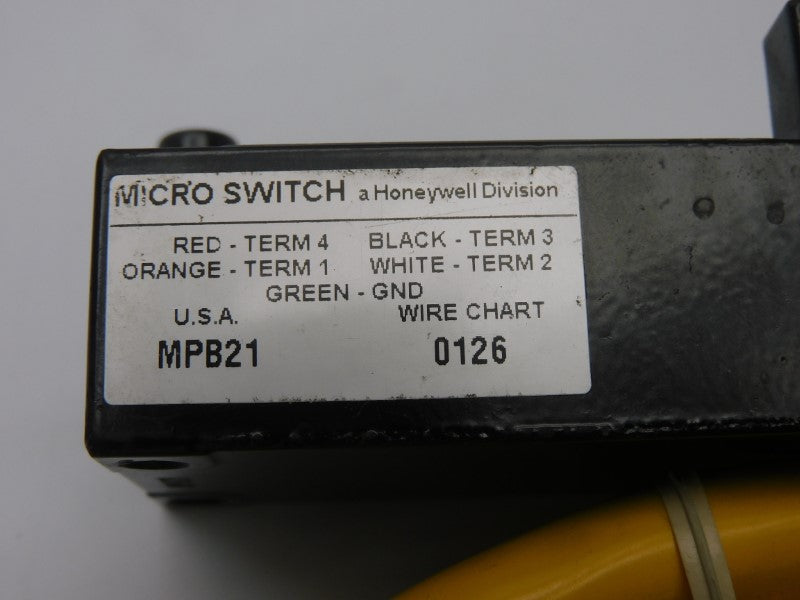 MICRO SWITCH a Honeywell Division
RED - TERM 4 BLACK - TERM 3
ORANGE - TERM 1 WHITE - TERM 2
GREEN - GND
U.S.A. WIRE CHART
MPB21 0126